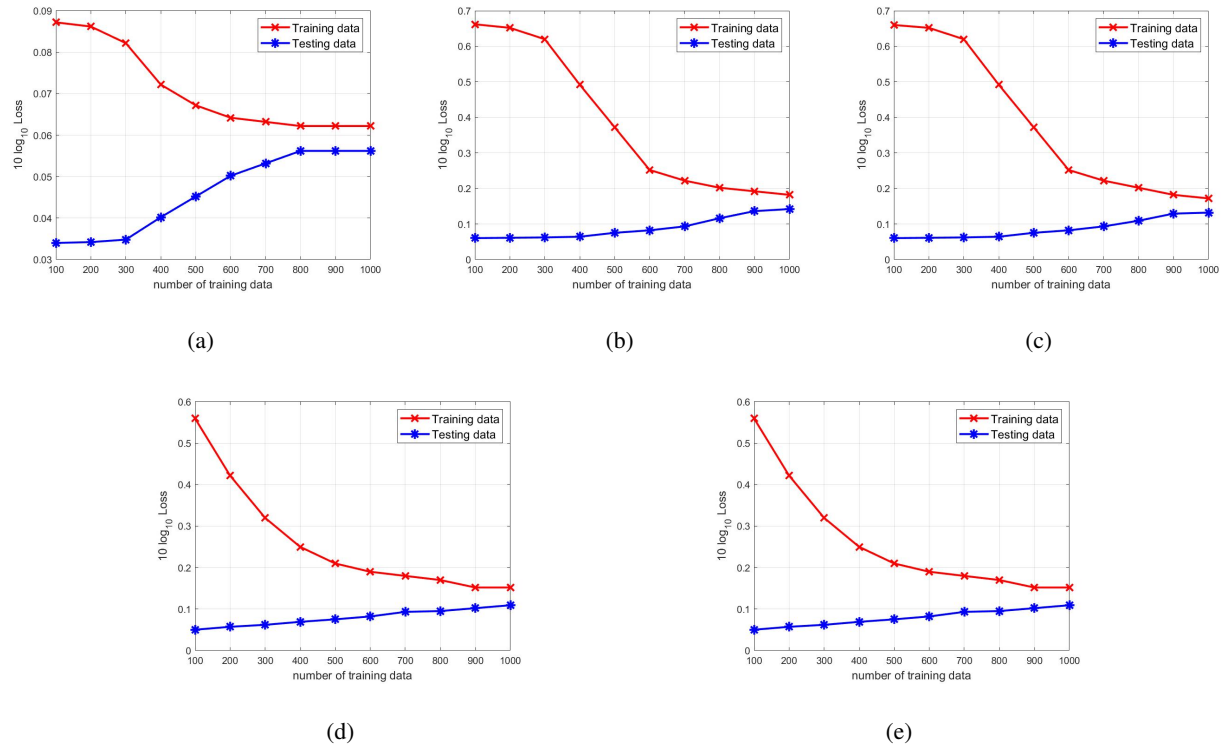 0.09
0.08
0.07
0.06
0.05
0.04
0.03
10 log10 Loss
Training data
Testing data
100 200 300 400 500 600 700 800 900 1000
number of training data
(a)
0.7
0.6
0.5
0.4
0.3
0.2
0.1
0
10 log10 Loss
Training data
Testing data
100 200 300 400 500 600 700 800 900 1000
number of training data
(b)
0.7
0.6
0.5
0.4
0.3
0.2
0.1
0
10 log10 Loss
Training data
Testing data
100 200 300 400 500 600 700 800 900 1000
number of training data
(c)
0.6
0.5
0.4
0.3
0.2
0.1
0
10 log10 Loss
Training data
Testing data
100 200 300 400 500 600 700 800 900 1000
number of training data
(d)
0.6
0.5
0.4
0.3
0.2
0.1
0
10 log10 Loss
Training data
Testing data
100 200 300 400 500 600 700 800 900 1000
number of training data
(e)